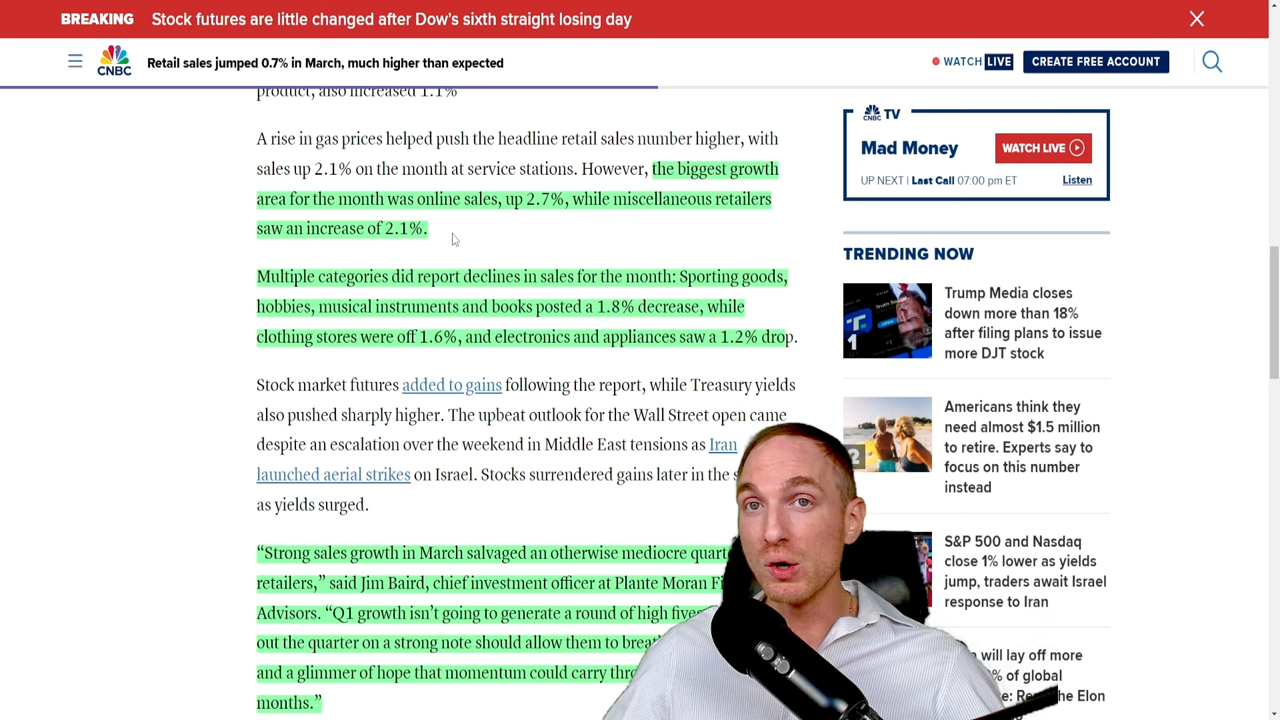 BREAKING Stock futures are little changed after Dow's sixth straight losing day
CNBC
Retail sales jumped 0.7% in March, much higher than expected
WATCH LIVE
CREATE FREE ACCOUNT
product, also increased 1.1%
A rise in gas prices helped push the headline retail sales number higher, with
sales up 2.1% on the month at service stations. However, the biggest growth
area for the month was online sales, up 2.7%, while miscellaneous retailers
saw an increase of 2.1%.
Multiple categories did report declines in sales for the month: Sporting goods,
hobbies, musical instruments and books posted a 1.8% decrease, while
clothing stores were off 1.6%, and electronics and appliances saw a 1.2% drop.
Stock market futures added to gains following the report, while Treasury yields
also pushed sharply higher. The upbeat outlook for the Wall Street open came
despite an escalation over the weekend in Middle East tensions as Iran
launched aerial strikes on Israel. Stocks surrendered gains later in the s
as yields surged.
“Strong sales growth in March salvaged an otherwise mediocre quart
retailers,” said Jim Baird, chief investment officer at Plante Moran Fi
Advisors. “Q1 growth isn’t going to generate a round of high fives
out the quarter on a strong note should allow them to breat
and a glimmer of hope that momentum could carry thr
months.”
CNBC TV
Mad Money
WATCH LIVE
UP NEXT | Last Call 07:00 pm ET
Listen
TRENDING NOW
1
Trump Media closes
down more than 18%
after filing plans to issue
more DJT stock
2
Americans think they
need almost $1.5 million
to retire. Experts say to
focus on this number
instead
S&P 500 and Nasdaq
close 1% lower as yields
jump, traders await Israel
response to Iran
will lay off more
% of global
he Elon